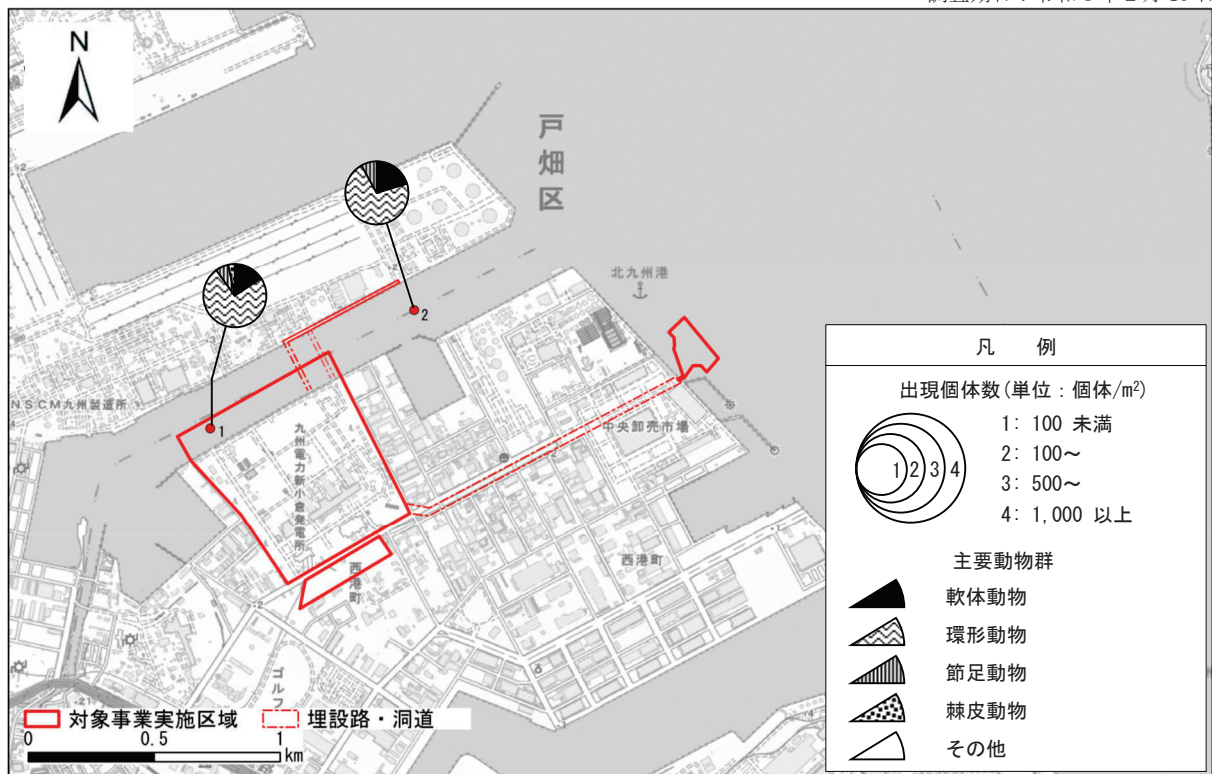 N
戸畑区
2
1
北九州港
NSCM九州製造所
九州電力新小倉発電所
中央卸売市場
西港町
西港町
ゴルフ
対象事業実施区域
埋設路・洞道
0
0.5
1
km
凡 例
出現個体数(単位：個体/m²)
1 2 3 4
1: 100 未満
2: 100～
3: 500～
4: 1,000 以上
主要動物群
軟体動物
環形動物
節足動物
棘皮動物
その他